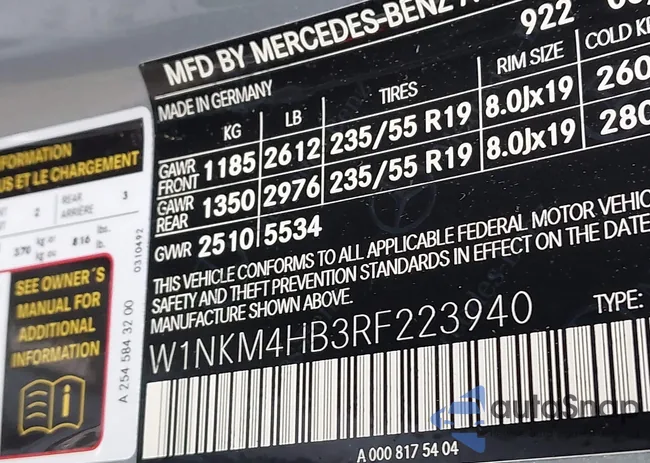 MFD BY MERCEDES-BENZ
922
MADE IN GERMANY
KG LB TIRES RIM SIZE COLD
GAWR FRONT 1185 2612 235/55 R19 8.0Jx19 260
GAWR REAR 1350 2976 235/55 R19 8.0Jx19 280
GVWR 2510 5534
THIS VEHICLE CONFORMS TO ALL APPLICABLE FEDERAL MOTOR
SAFETY AND THEFT PREVENTION STANDARDS IN EFFECT ON THE DATE
MANUFACTURE SHOWN ABOVE.
W1NKM4HB3RF223940 TYPE:
A 000 817 54 04
ET LE CHARGEMENT
2 REAR ARRIÈRE 3
370 kg 816 lbs.
0310492
SEE OWNER'S
MANUAL FOR
ADDITIONAL
INFORMATION
A 254 584 32 00
autoSnap